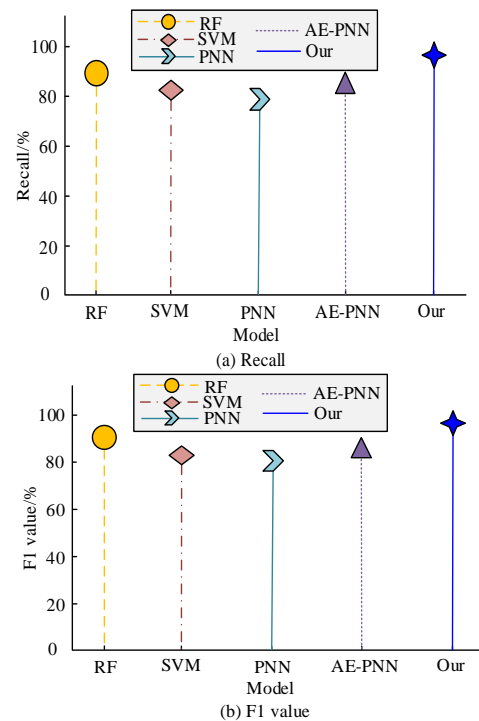 RF
SVM
PNN
AE-PNN
Our
100
80
60
40
20
0
Recall/%
RF SVM PNN AE-PNN Our
Model
(a) Recall
RF
SVM
PNN
AE-PNN
Our
100
80
60
40
20
0
F1 value/%
RF SVM PNN AE-PNN Our
Model
(b) F1 value